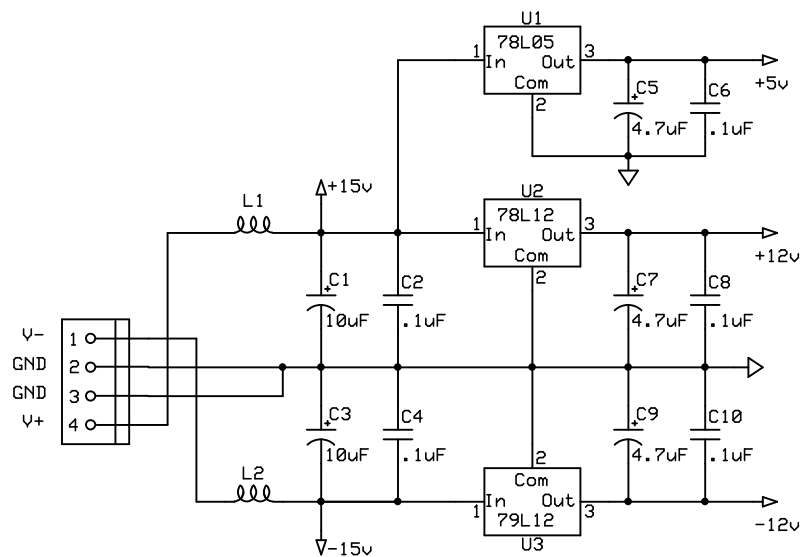 U1
78L05
1
In
Out
3
Com
2
C5
+
4.7uF
C6
.1uF
+5v
+15v
L1
U2
78L12
1
In
Out
3
Com
2
+12v
C1
+
10uF
C2
.1uF
C7
+
4.7uF
C8
.1uF
V-
1
GND
2
GND
3
V+
4
C3
+
10uF
C4
.1uF
C9
+
4.7uF
C10
.1uF
L2
2
Com
1
In
Out
3
79L12
U3
-12v
-15v